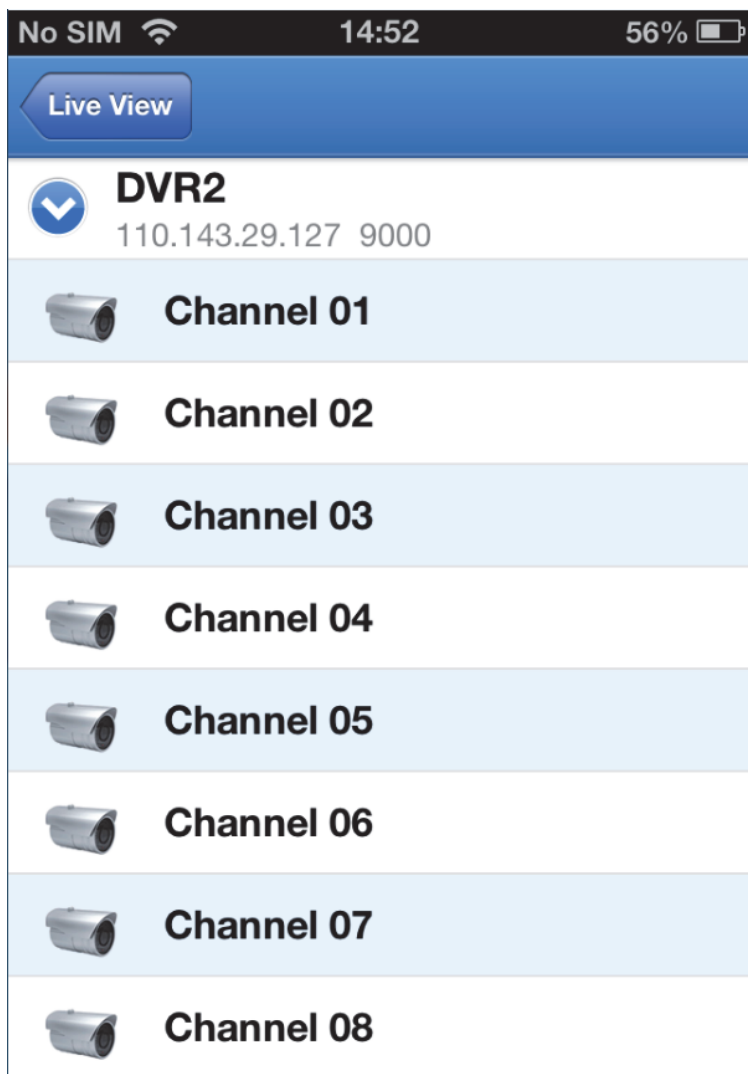 No SIM 14:52 56%
Live View
DVR2
110.143.29.127 9000
Channel 01
Channel 02
Channel 03
Channel 04
Channel 05
Channel 06
Channel 07
Channel 08